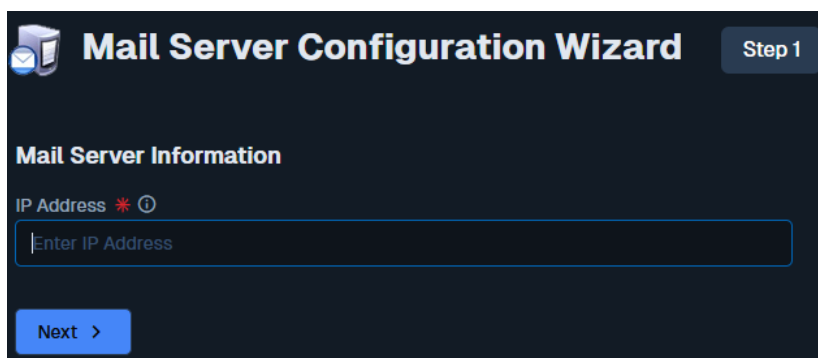 Mail Server Configuration Wizard Step 1
Mail Server Information
IP Address *
Enter IP Address
Next >